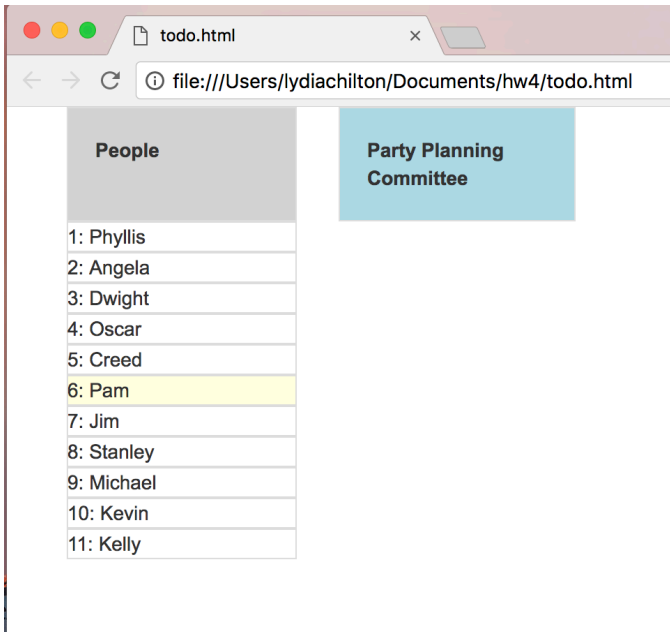 todo.html
file:///Users/lydiachilton/Documents/hw4/todo.html
People
Party Planning
Committee
1: Phyllis
2: Angela
3: Dwight
4: Oscar
5: Creed
6: Pam
7: Jim
8: Stanley
9: Michael
10: Kevin
11: Kelly